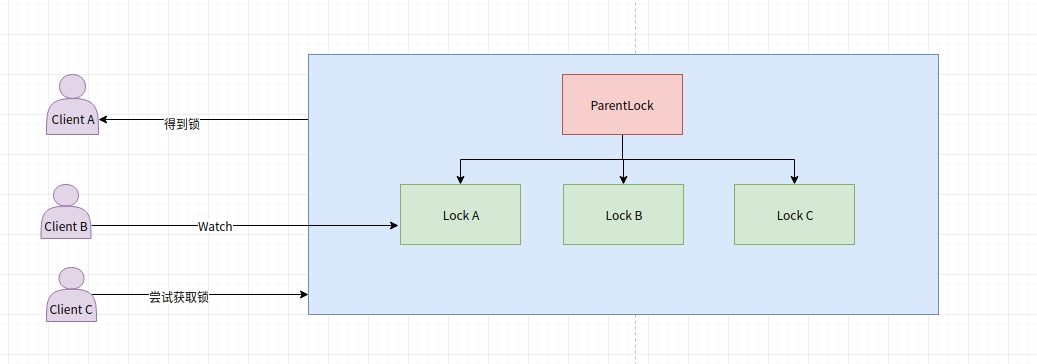 ParentLock
Client A
得到锁
Lock A
Lock B
Lock C
Client B
Watch
Client C
尝试获取锁